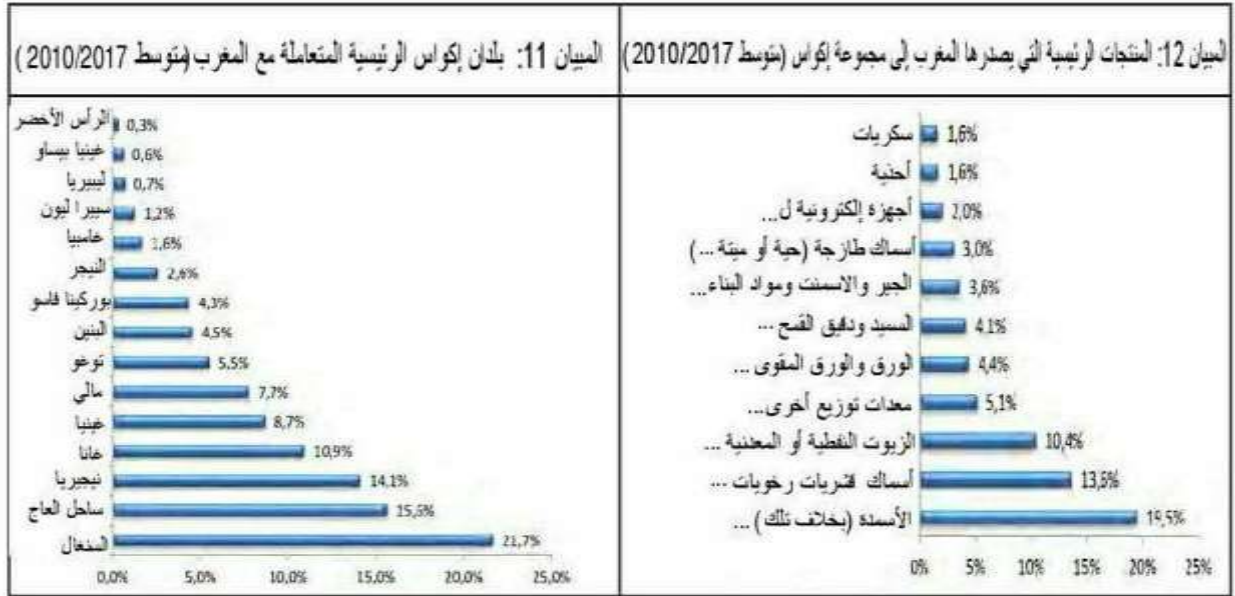 المبيان 11: بلدان إكواس الرئيسية المتعاملة مع المغرب (متوسط 2010/2017)
الرأس الأخضر 0,3%
غينيا بيساو 0,6%
ليبيريا 0,7%
سييرا ليون 1,2%
غامبيا 1,6%
النيجر 2,6%
بوركينا فاسو 4,3%
البنين 4,5%
توغو 5,5%
مالي 7,7%
غينيا 8,7%
غانا 10,9%
نيجيريا 14,1%
ساحل العاج 15,6%
السنغال 21,7%
0,0% 5,0% 10,0% 15,0% 20,0% 25,0%
المبيان 12: المنتجات الرئيسية التي يصدرها المغرب إلى مجموعة إكواس (متوسط 2010/2017)
سكريات 1,6%
أحذية 1,6%
أجهزة إلكترونية ل... 2,0%
أسماك طازجة (حية أو ميتة ...) 3,0%
الجير والاسمنت ومواد البناء... 3,6%
السميد ودقيق القمح ... 4,1%
الورق والورق المقوى ... 4,4%
معدات توزيع أخرى... 5,1%
الزيوت النفطية أو المعدنية ... 10,4%
أسماك قشريات رخويات ... 13,6%
الأسمدة (بخلاف تلك) ... 19,5%
0% 5% 10% 15% 20% 25%